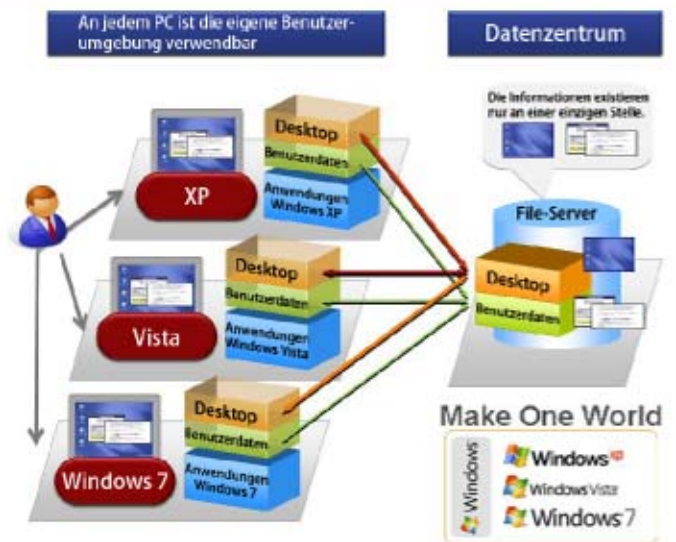 An jedem PC ist die eigene Benutzer-
umgebung verwendbar
Datenzentrum
Die Informationen existieren
nur an einer einzigen Stelle.
Desktop
Benutzerdaten
Anwendungen
Windows XP
XP
File-Server
Desktop
Benutzerdaten
Desktop
Benutzerdaten
Anwendungen
Windows Vista
Vista
Desktop
Benutzerdaten
Anwendungen
Windows 7
Windows 7
Make One World
Windows
Windows xp
Windows Vista
Windows 7